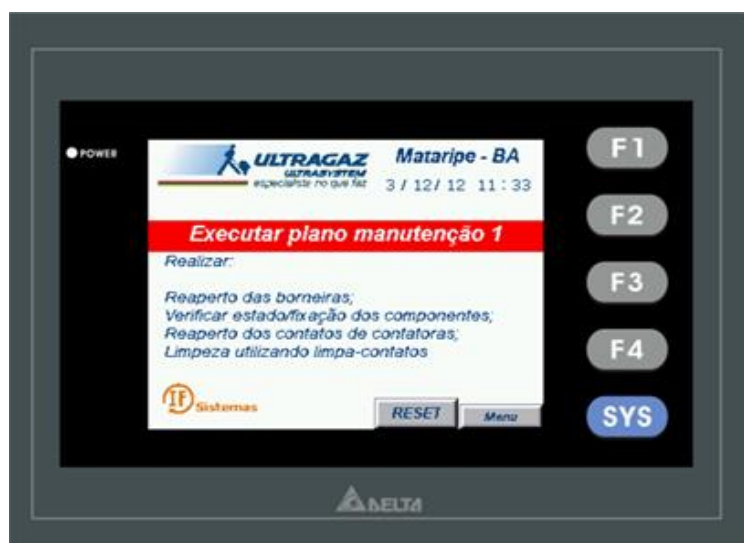 POWER
ULTRAGAZ
ULTRASYSTEM
especialista no que faz
Mataripe - BA
3 / 12 / 12 11 : 33
Executar plano manutenção 1
Realizar:
Reaperto das borneiras;
Verificar estado/fixação dos componentes;
Reaperto dos contatos de contatoras;
Limpeza utilizando limpa-contatos
IF Sistemas
RESET
Menu
F1
F2
F3
F4
SYS
DELTA